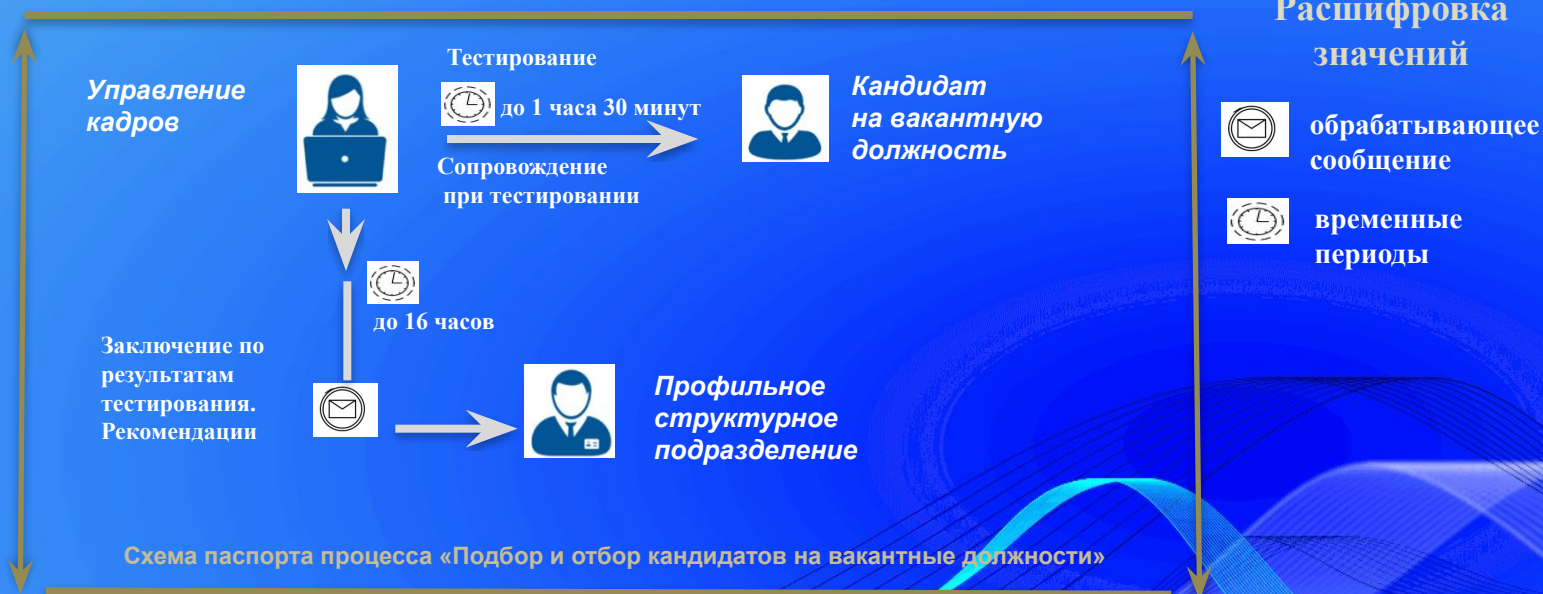 Расшифровка
значений
Управление
кадров
Тестирование
до 1 часа 30 минут
Сопровождение
при тестировании
Кандидат
на вакантную
должность
обрабатывающее
сообщение
временные
периоды
до 16 часов
Заключение по
результатам
тестирования.
Рекомендации
Профильное
структурное
подразделение
Схема паспорта процесса «Подбор и отбор кандидатов на вакантные должности»